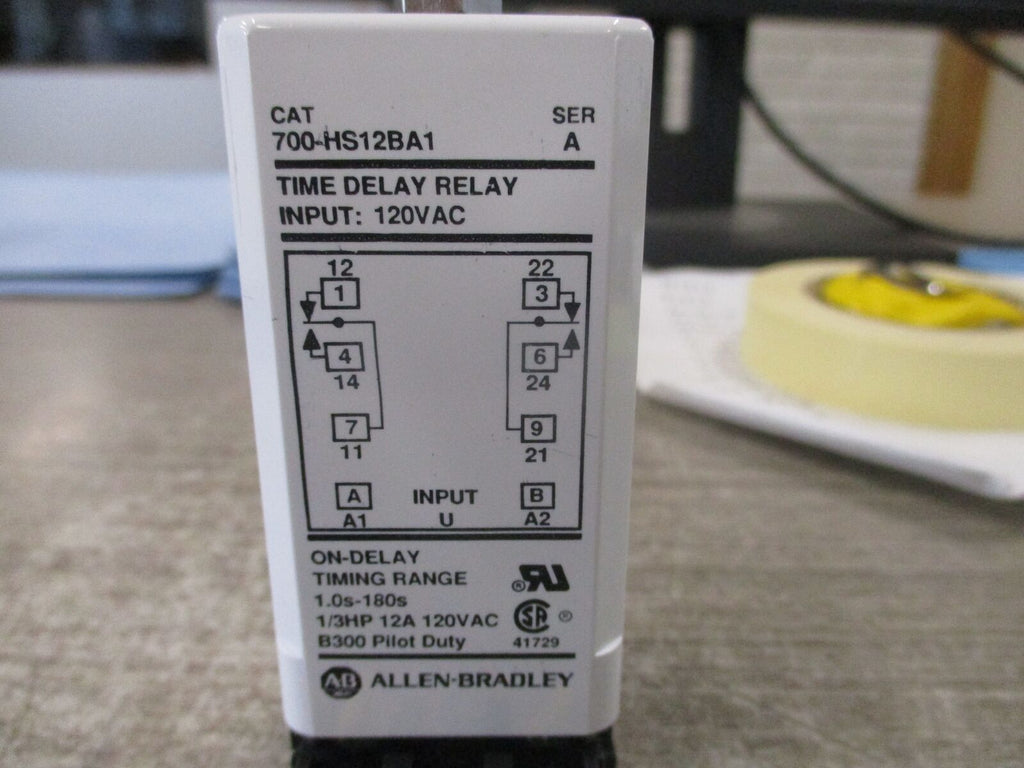 CAT SER
700-HS12BA1 A
TIME DELAY RELAY
INPUT: 120VAC
12 22
1 3
4 6
14 24
7 9
11 21
A INPUT B
A1 U A2
ON-DELAY
TIMING RANGE
1.0s-180s
1/3HP 12A 120VAC
B300 Pilot Duty
® RU
SA ®
41729
AB ALLEN-BRADLEY